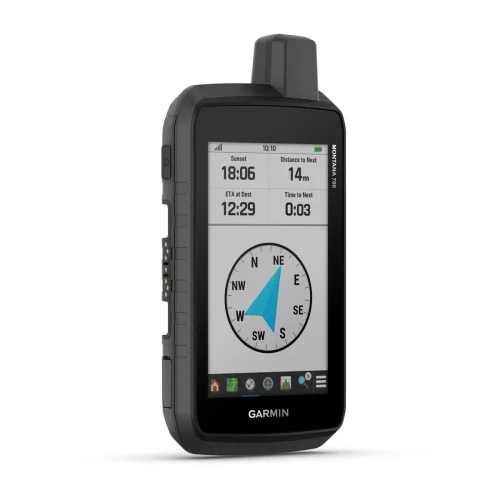 10:10
Sunset
Distance to Next
18:06
14m
ETA at Dest
Time to Next
12:29
0:03
N
NE
E
SE
S
SW
W
NW
GARMIN
MONTANA 700